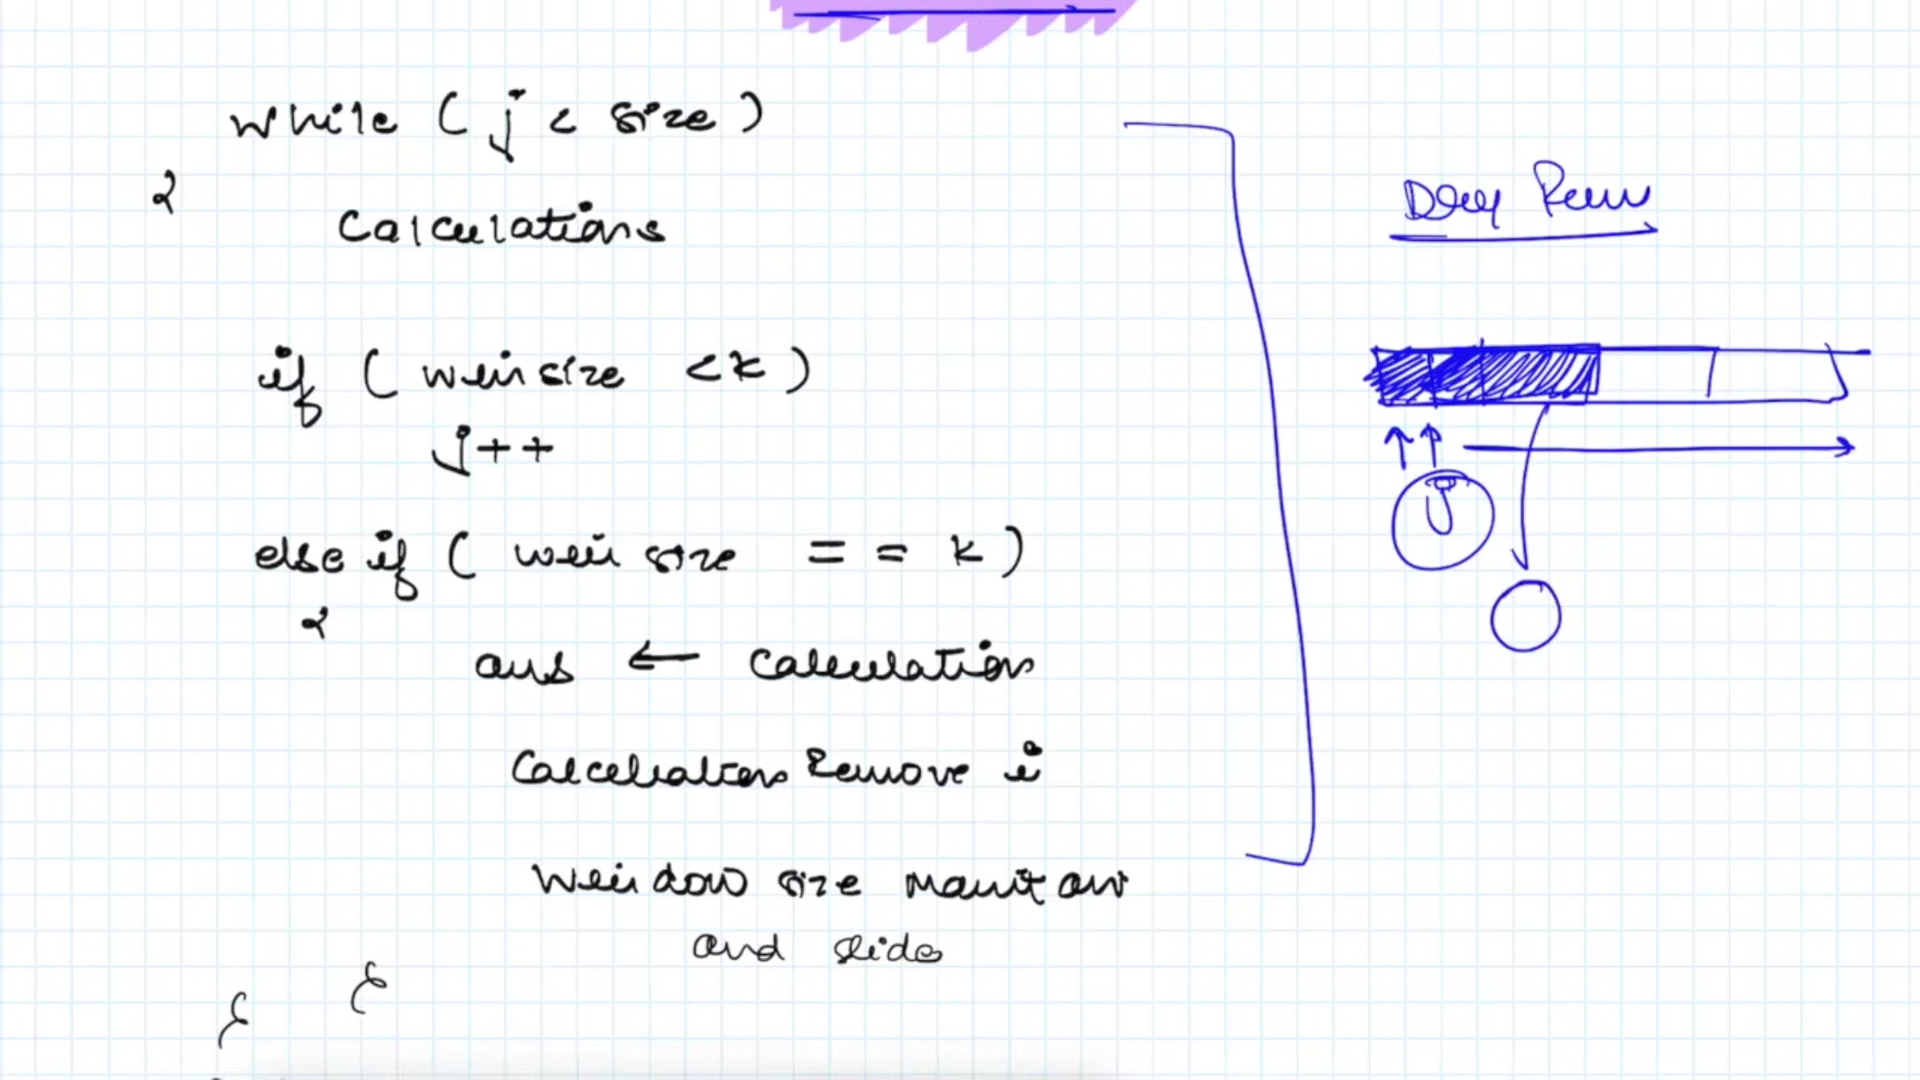 while ( j < size )
{
Calculations
if ( win size < k )
j++
else if ( win size == k )
{
ans ← calculation
Calculation Remove i
Window size maintain
and slide
}
}
Dry Run
j